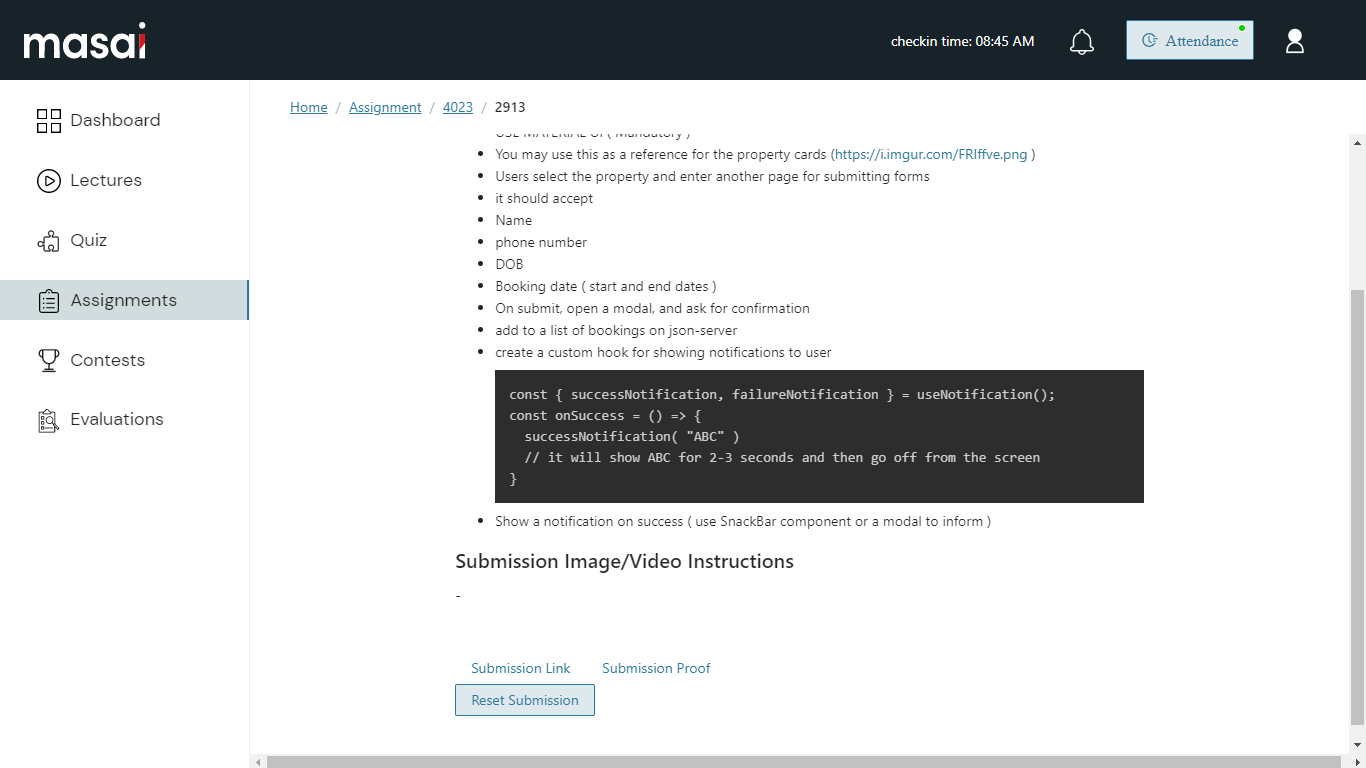 masai
checkin time: 08:45 AM
Attendance
Dashboard
Lectures
Quiz
Assignments
Contests
Evaluations
Home / Assignment / 4023 / 2913
USE MATERIAL UI ( Mandatory )
You may use this as a reference for the property cards (https://i.imgur.com/FRIffve.png )
Users select the property and enter another page for submitting forms
it should accept
Name
phone number
DOB
Booking date ( start and end dates )
On submit, open a modal, and ask for confirmation
add to a list of bookings on json-server
create a custom hook for showing notifications to user
const { successNotification, failureNotification } = useNotification();
const onSuccess = () => {
successNotification( "ABC" )
// it will show ABC for 2-3 seconds and then go off from the screen
}
Show a notification on success ( use SnackBar component or a modal to inform )
Submission Image/Video Instructions
-
Submission Link Submission Proof
Reset Submission